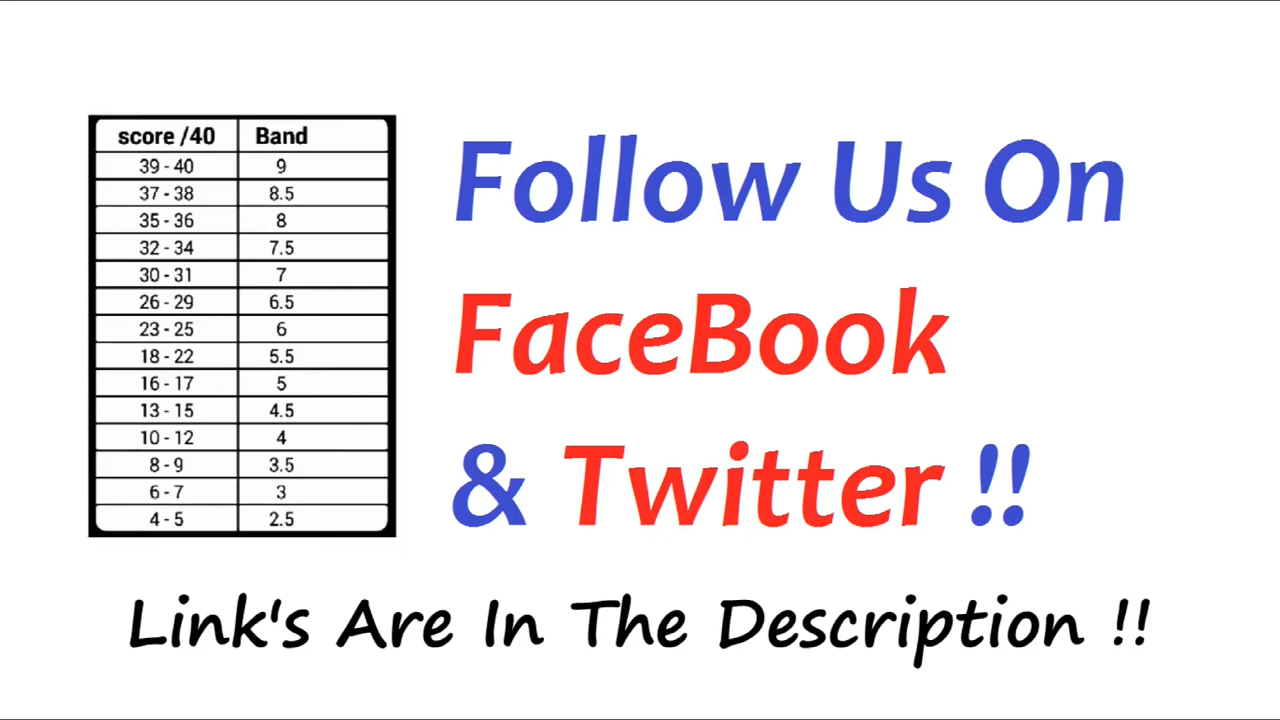 score /40 Band
39 - 40 9
37 - 38 8.5
35 - 36 8
32 - 34 7.5
30 - 31 7
26 - 29 6.5
23 - 25 6
18 - 22 5.5
16 - 17 5
13 - 15 4.5
10 - 12 4
8 - 9 3.5
6 - 7 3
4 - 5 2.5
Follow Us On
FaceBook
& Twitter !!
Link's Are In The Description !!